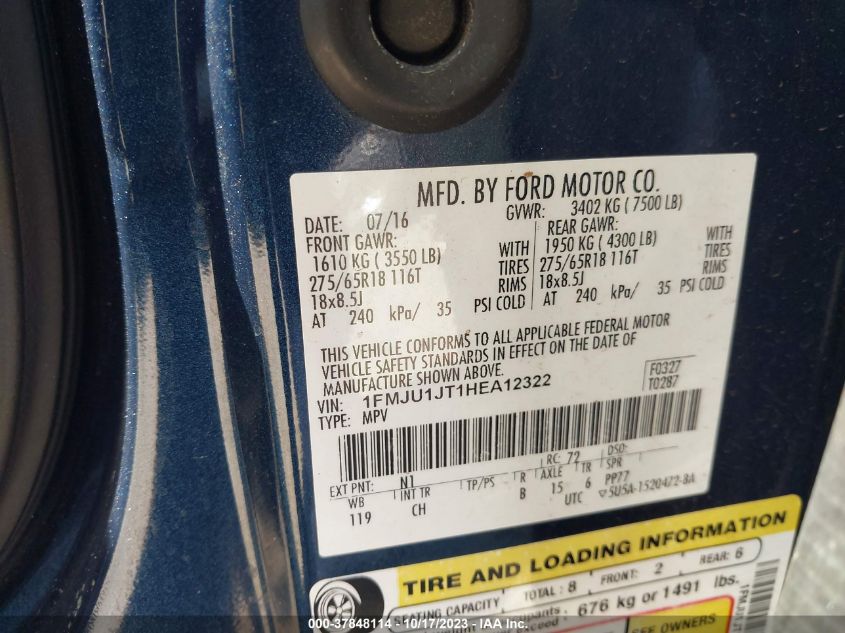 MFD. BY FORD MOTOR CO.
DATE: 07/16 GVWR: 3402 KG ( 7500 LB)
FRONT GAWR: REAR GAWR:
1610 KG ( 3550 LB) WITH 1950 KG ( 4300 LB) WITH
275/65R18 116T TIRES 275/65R18 116T TIRES
18x8.5J RIMS 18x8.5J RIMS
AT 240 kPa/ 35 PSI COLD AT 240 kPa/ 35 PSI COLD
THIS VEHICLE CONFORMS TO ALL APPLICABLE FEDERAL MOTOR
VEHICLE SAFETY STANDARDS IN EFFECT ON THE DATE OF
MANUFACTURE SHOWN ABOVE.
F0327
T0287
VIN: 1FMJU1JT1HEA12322
TYPE: MPV
EXT PNT: N1 RC: 72 DSO:
WB INT TR TP/PS R AXLE TR SPR
119 CH B 15 6 PP77
UTC 5U5A-1520472-BA
TIRE AND LOADING INFORMATION
SEATING CAPACITY TOTAL: 8 FRONT: 2 REAR: 6
676 kg or 1491 lbs.
SEE OWNERS
000-37848114 - 10/17/2023 - IAAI.COM